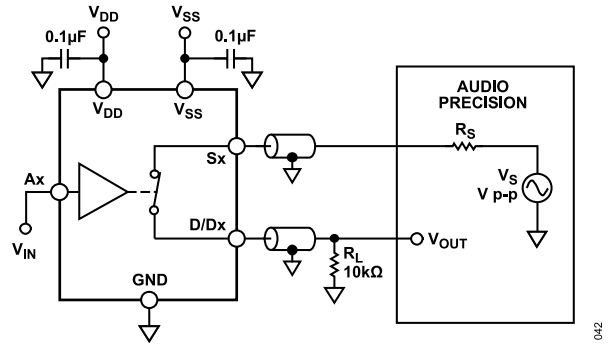 VDD
VSS
0.1µF
0.1µF
VDD
VSS
AUDIO
PRECISION
RS
Sx
VS
V p-p
Ax
D/Dx
VOUT
VIN
RL
10kΩ
GND
042